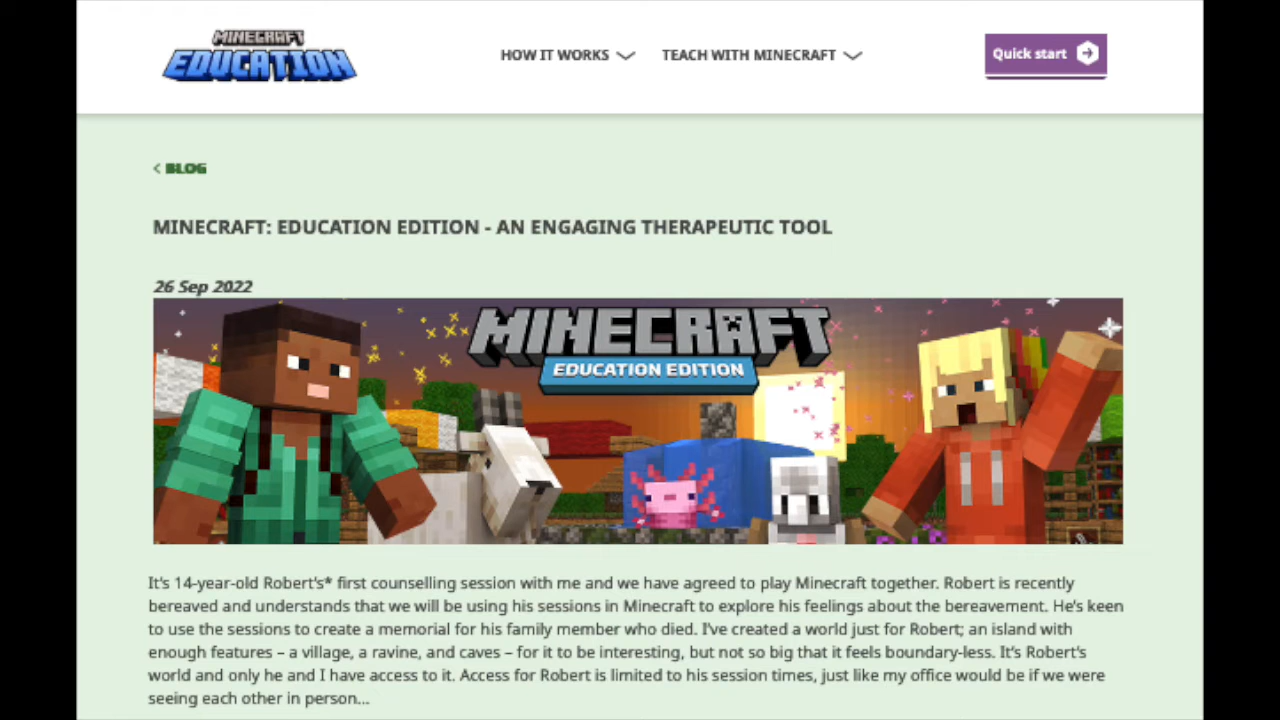 MINECRAFT
EDUCATION
HOW IT WORKS
TEACH WITH MINECRAFT
Quick start
< BLOG
MINECRAFT: EDUCATION EDITION - AN ENGAGING THERAPEUTIC TOOL
26 Sep 2022
MINECRAFT
EDUCATION EDITION
It's 14-year-old Robert's* first counselling session with me and we have agreed to play Minecraft together. Robert is recently
bereaved and understands that we will be using his sessions in Minecraft to explore his feelings about the bereavement. He's keen
to use the sessions to create a memorial for his family member who died. I've created a world just for Robert; an island with
enough features – a village, a ravine, and caves – for it to be interesting, but not so big that it feels boundary-less. It's Robert's
world and only he and I have access to it. Access for Robert is limited to his session times, just like my office would be if we were
seeing each other in person...